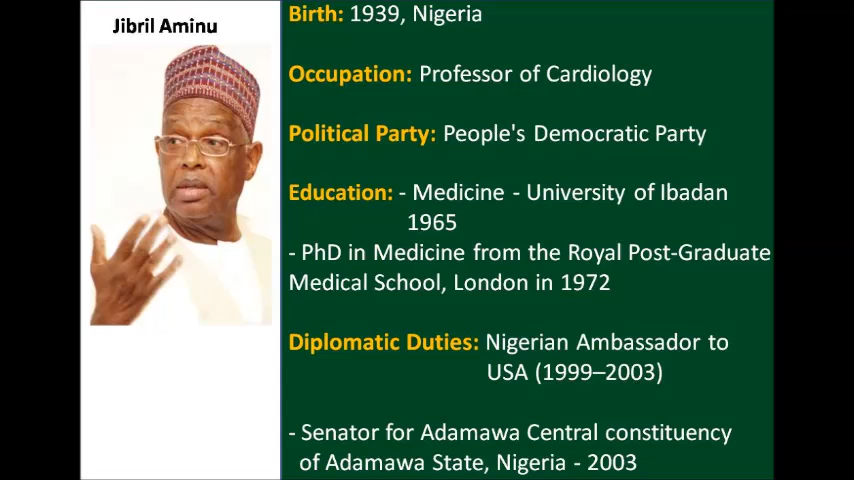 Jibril Aminu
Birth: 1939, Nigeria
Occupation: Professor of Cardiology
Political Party: People's Democratic Party
Education: - Medicine - University of Ibadan
1965
- PhD in Medicine from the Royal Post-Graduate
Medical School, London in 1972
Diplomatic Duties: Nigerian Ambassador to
USA (1999–2003)
- Senator for Adamawa Central constituency
of Adamawa State, Nigeria - 2003